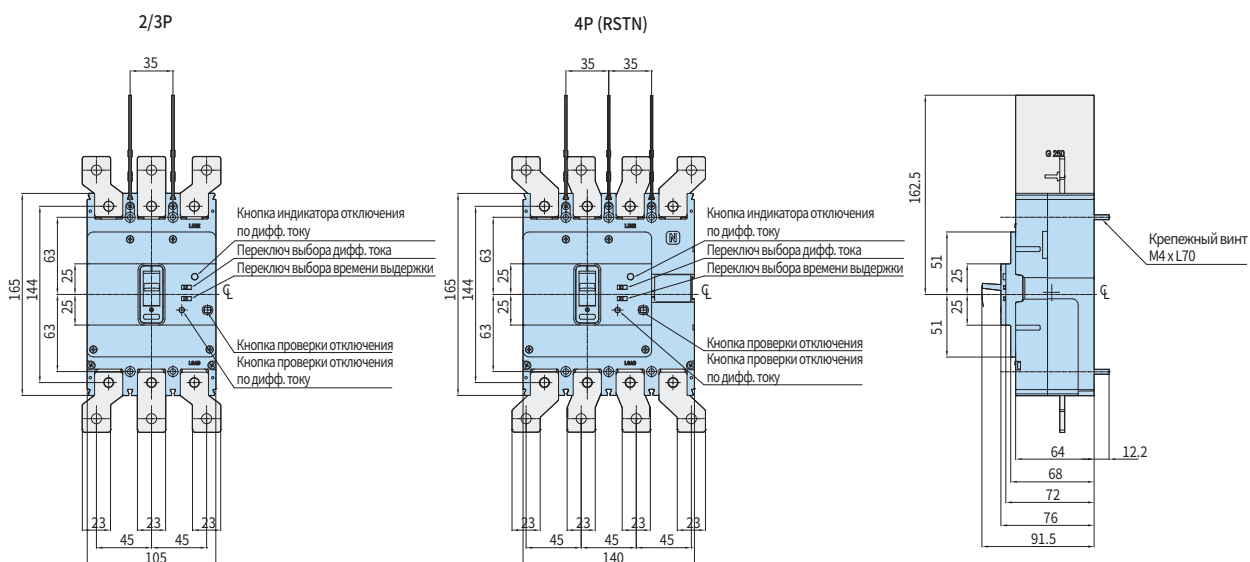 2/3P
35
Кнопка индикатора отключения
по дифф. току
Переключ выбора дифф. тока
Переключ выбора времени выдержки
Кнопка проверки отключения
Кнопка проверки отключения
по дифф. току
LINE
LOAD
165
144
63
25
25
63
23
23
23
45
45
105
4P (RSTN)
35
35
Кнопка индикатора отключения
по дифф. току
Переключ выбора дифф. тока
Переключ выбора времени выдержки
Кнопка проверки отключения
Кнопка проверки отключения
по дифф. току
LINE
N
LOAD
165
144
63
25
25
63
23
23
23
23
45
45
45
140
G 250
162.5
Крепежный винт
M4 x L70
51
25
25
51
64
12.2
68
72
76
91.5